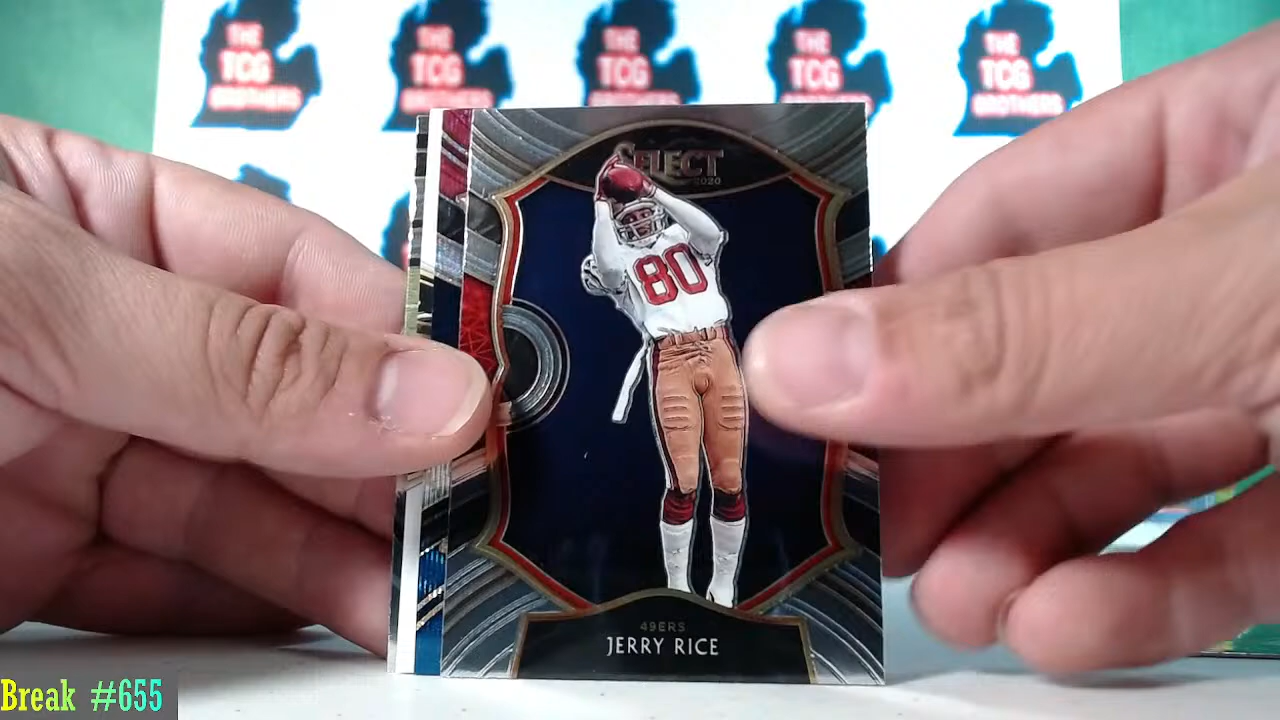 THE
TCG
BROTHERS
THE
TCG
BROTHERS
THE
TCG
THE
TCG
BROTHERS
THE
TCG
BROTHERS
SELECT
2020
80
49ERS
JERRY RICE
Break #655